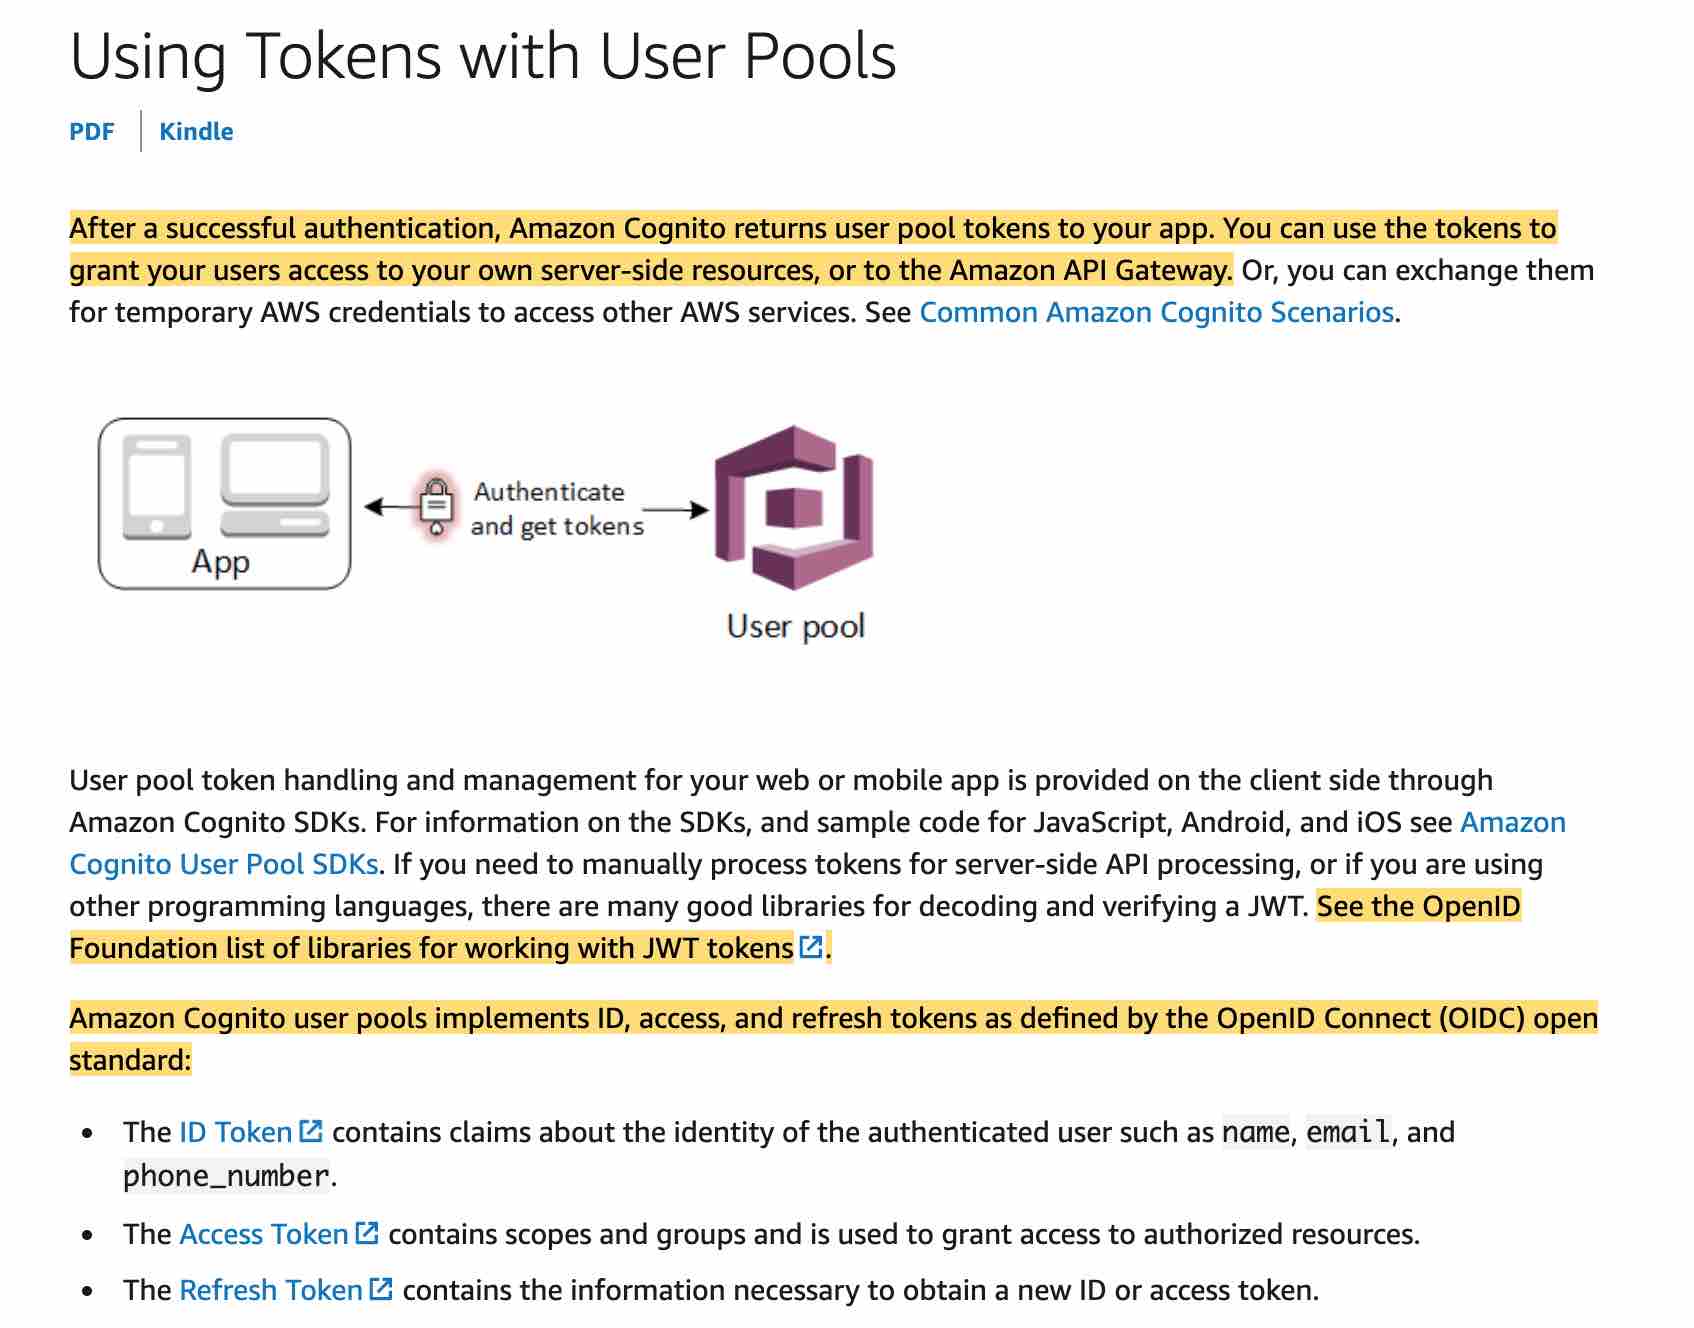 Using Tokens with User Pools
PDF | Kindle
After a successful authentication, Amazon Cognito returns user pool tokens to your app. You can use the tokens to
grant your users access to your own server-side resources, or to the Amazon API Gateway. Or, you can exchange them
for temporary AWS credentials to access other AWS services. See Common Amazon Cognito Scenarios.
Authenticate
and get tokens
App
User pool
User pool token handling and management for your web or mobile app is provided on the client side through
Amazon Cognito SDKs. For information on the SDKs, and sample code for JavaScript, Android, and iOS see Amazon
Cognito User Pool SDKs. If you need to manually process tokens for server-side API processing, or if you are using
other programming languages, there are many good libraries for decoding and verifying a JWT. See the OpenID
Foundation list of libraries for working with JWT tokens.
Amazon Cognito user pools implements ID, access, and refresh tokens as defined by the OpenID Connect (OIDC) open
standard:
• The ID Token contains claims about the identity of the authenticated user such as name, email, and
phone_number.
• The Access Token contains scopes and groups and is used to grant access to authorized resources.
• The Refresh Token contains the information necessary to obtain a new ID or access token.